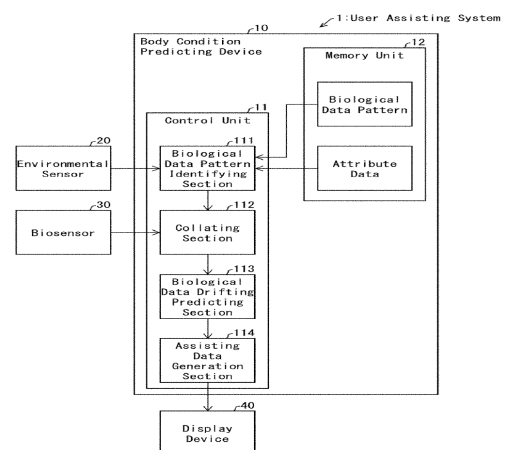 1:User Assisting System
10
Body Condition
Predicting Device
12
Memory Unit
Biological
Data Pattern
Attribute
Data
11
Control Unit
20
Environmental
Sensor
111
Biological
Data Pattern
Identifying
Section
30
Biosensor
112
Collating
Section
113
Biological
Data Drifting
Predicting
Section
114
Assisting
Data
Generation
Section
40
Display
Device